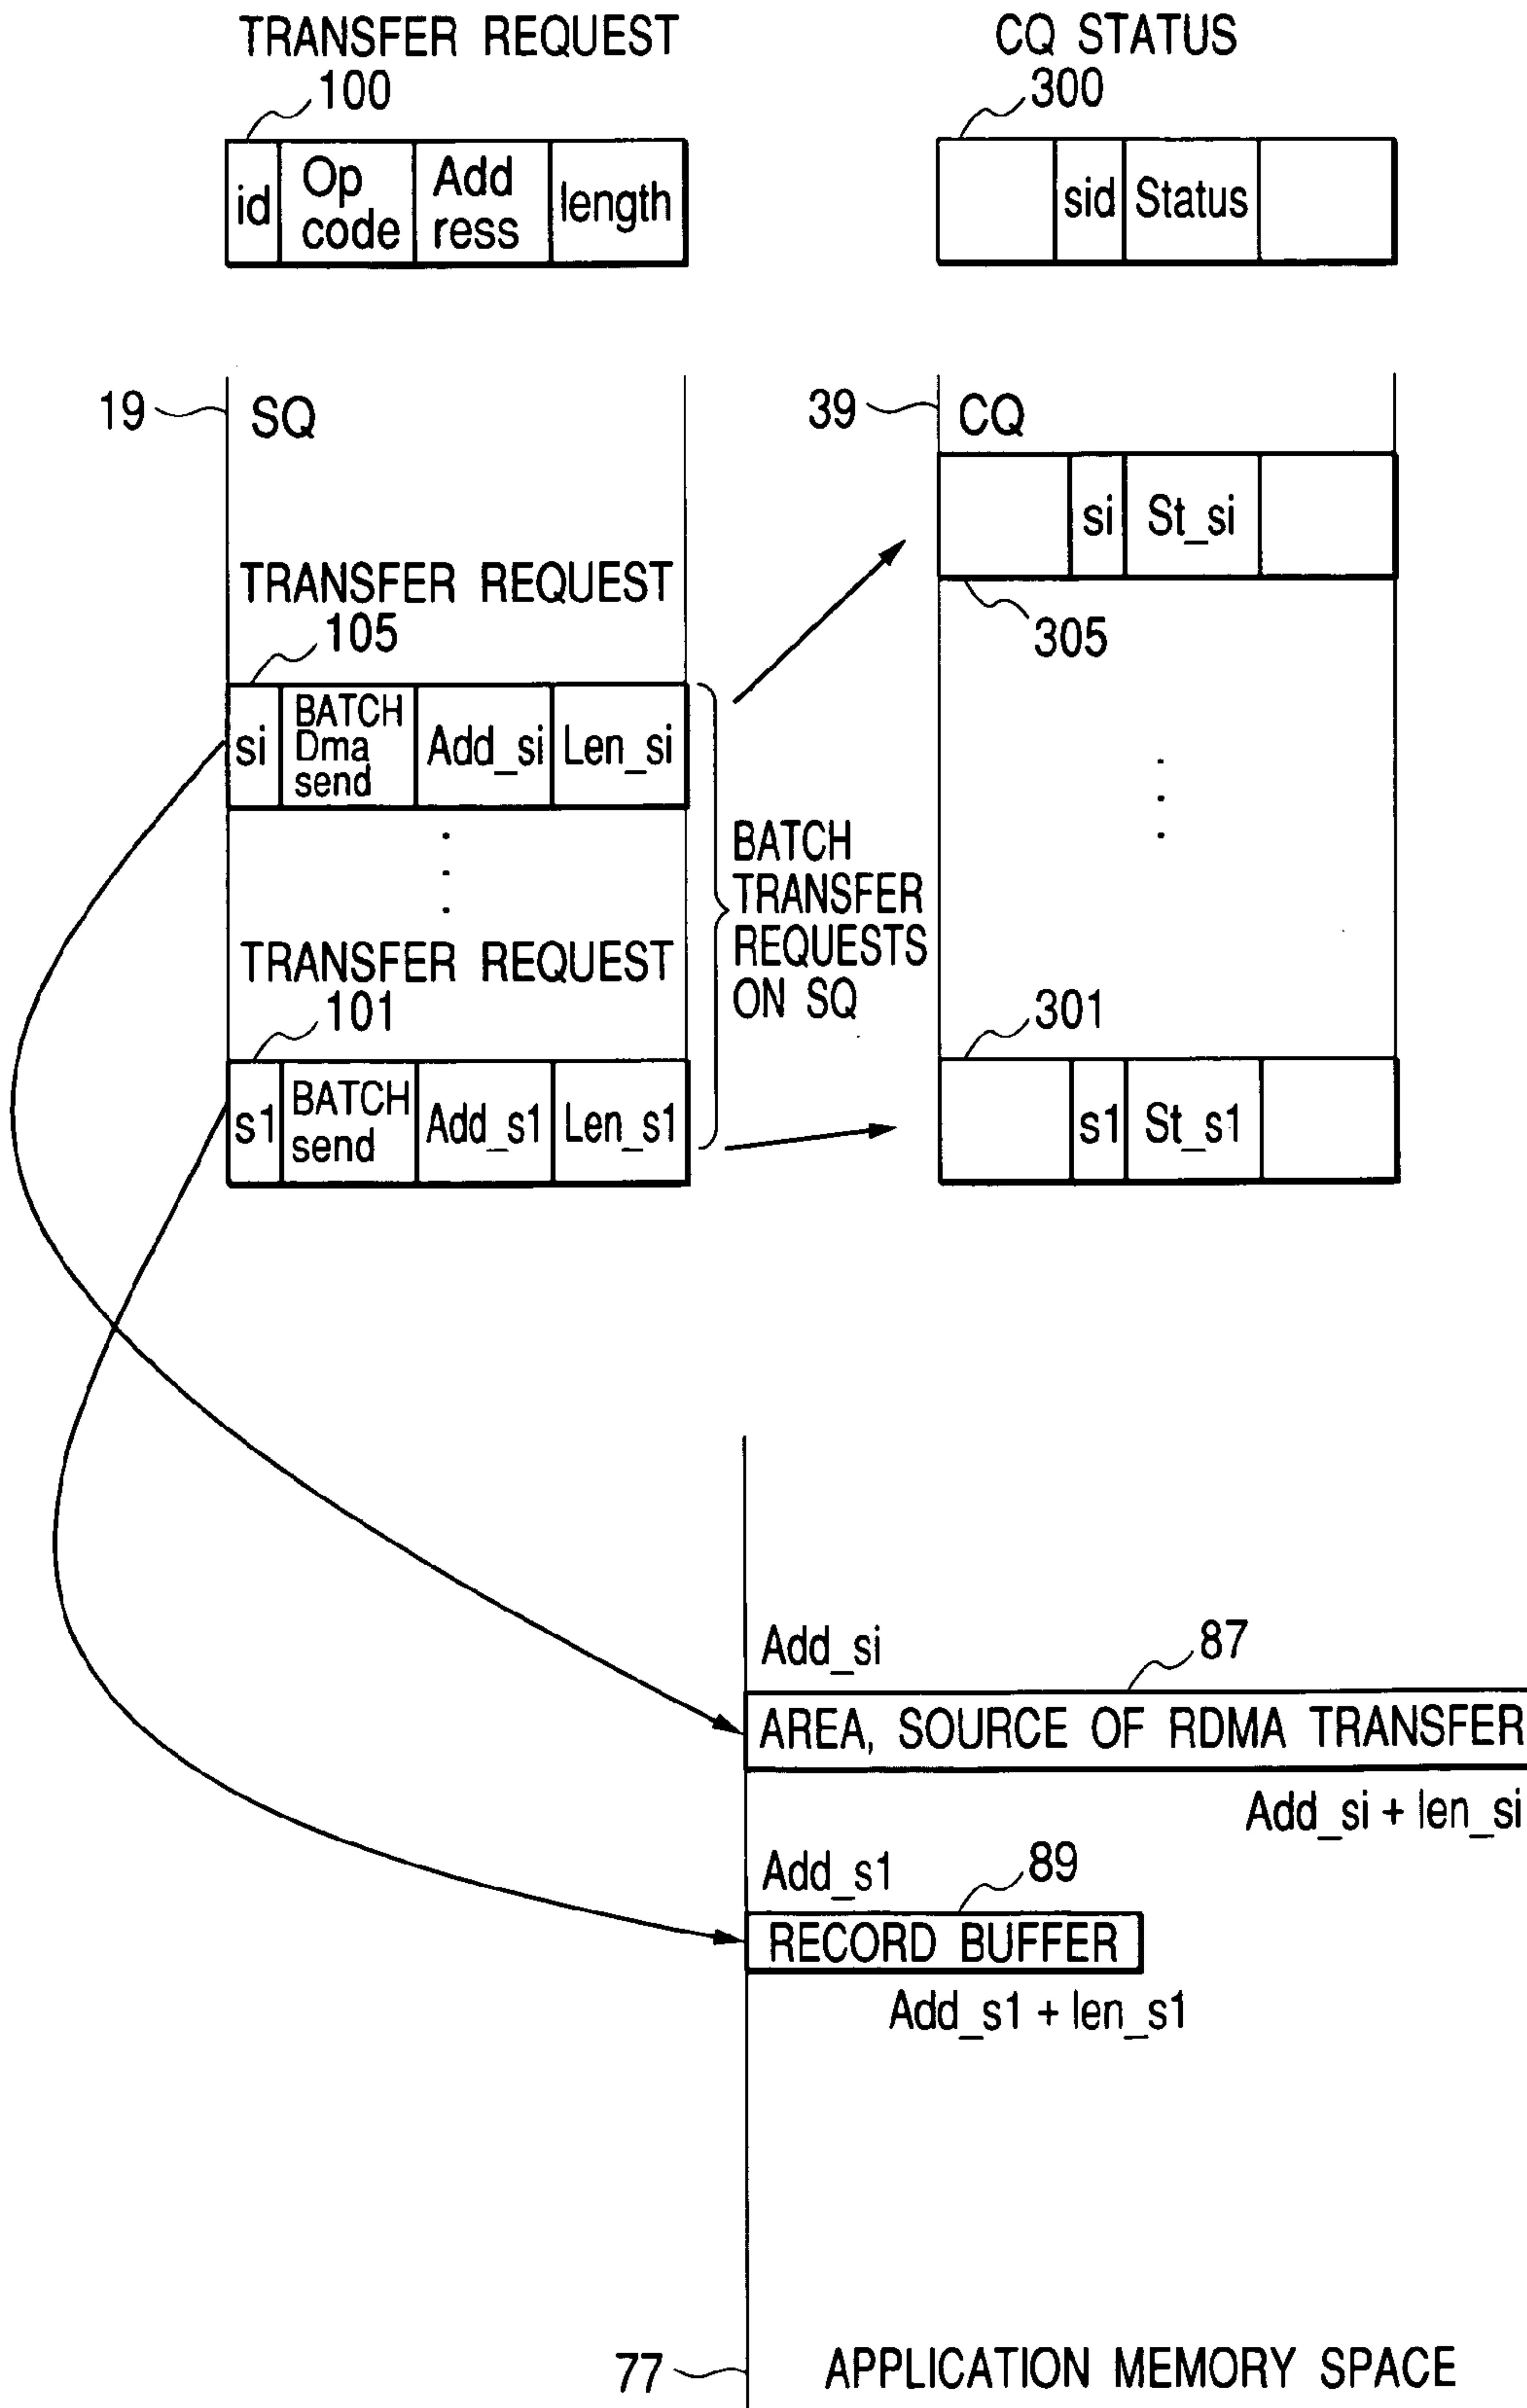 TRANSFER REQUEST
100
id
Op
code
Add
ress
length
CQ STATUS
300
sid
Status
19
SQ
TRANSFER REQUEST
105
si
BATCH
Dma
send
Add_si
Len_si
TRANSFER REQUEST
101
s1
BATCH
send
Add_s1
Len_s1
BATCH
TRANSFER
REQUESTS
ON SQ
39
CQ
si
St_si
305
301
s1
St_s1
Add_si
87
AREA, SOURCE OF RDMA TRANSFER
Add_si + len_si
Add_s1
89
RECORD BUFFER
Add_s1 + len_s1
77
APPLICATION MEMORY SPACE